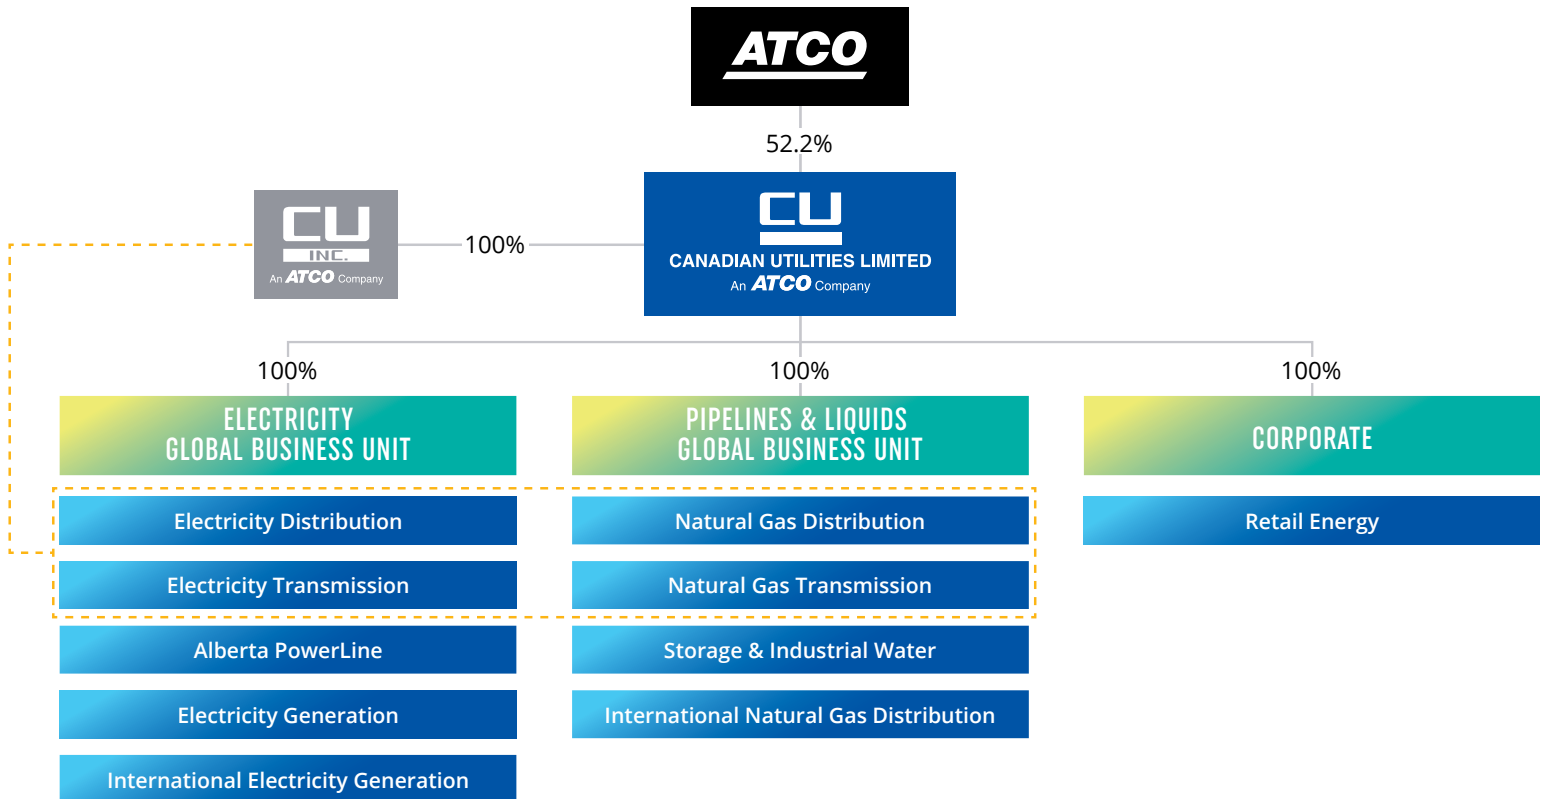 ATCO
52.2%
CU
INC.
An ATCO Company
100%
CU
CANADIAN UTILITIES LIMITED
An ATCO Company
100%
100%
100%
ELECTRICITY
GLOBAL BUSINESS UNIT
PIPELINES & LIQUIDS
GLOBAL BUSINESS UNIT
CORPORATE
Electricity Distribution
Natural Gas Distribution
Retail Energy
Electricity Transmission
Natural Gas Transmission
Alberta PowerLine
Storage & Industrial Water
Electricity Generation
International Natural Gas Distribution
International Electricity Generation